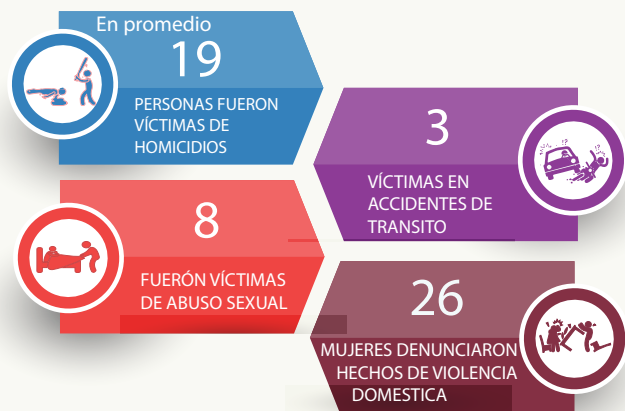 En promedio
19
PERSONAS FUERON
VÍCTIMAS DE
HOMICIDIOS
3
VÍCTIMAS EN
ACCIDENTES DE
TRANSITO
8
FUERÓN VÍCTIMAS
DE ABUSO SEXUAL
26
MUJERES DENUNCIARON
HECHOS DE VIOLENCIA
DOMESTICA